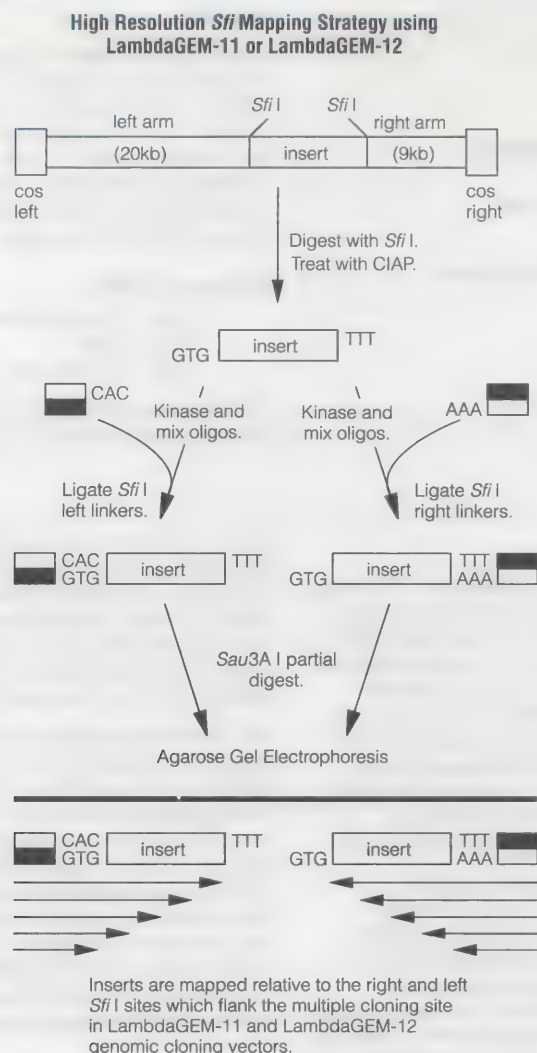 High Resolution Sfi Mapping Strategy using
LambdaGEM-11 or LambdaGEM-12
Sfi I
Sfi I
left arm
right arm
(20kb)
insert
(9kb)
cos
left
cos
right
Digest with Sfi I.
Treat with CIAP.
GTG
insert
TTT
CAC
AAA
Kinase and
mix oligos.
Kinase and
mix oligos.
Ligate Sfi I
left linkers.
Ligate Sfi I
right linkers.
CAC
GTG
insert
TTT
GTG
insert
TTT
AAA
Sau3A I partial
digest.
Agarose Gel Electrophoresis
CAC
GTG
insert
TTT
GTG
insert
TTT
AAA
Inserts are mapped relative to the right and left
Sfi I sites which flank the multiple cloning site
in LambdaGEM-11 and LambdaGEM-12
genomic cloning vectors.